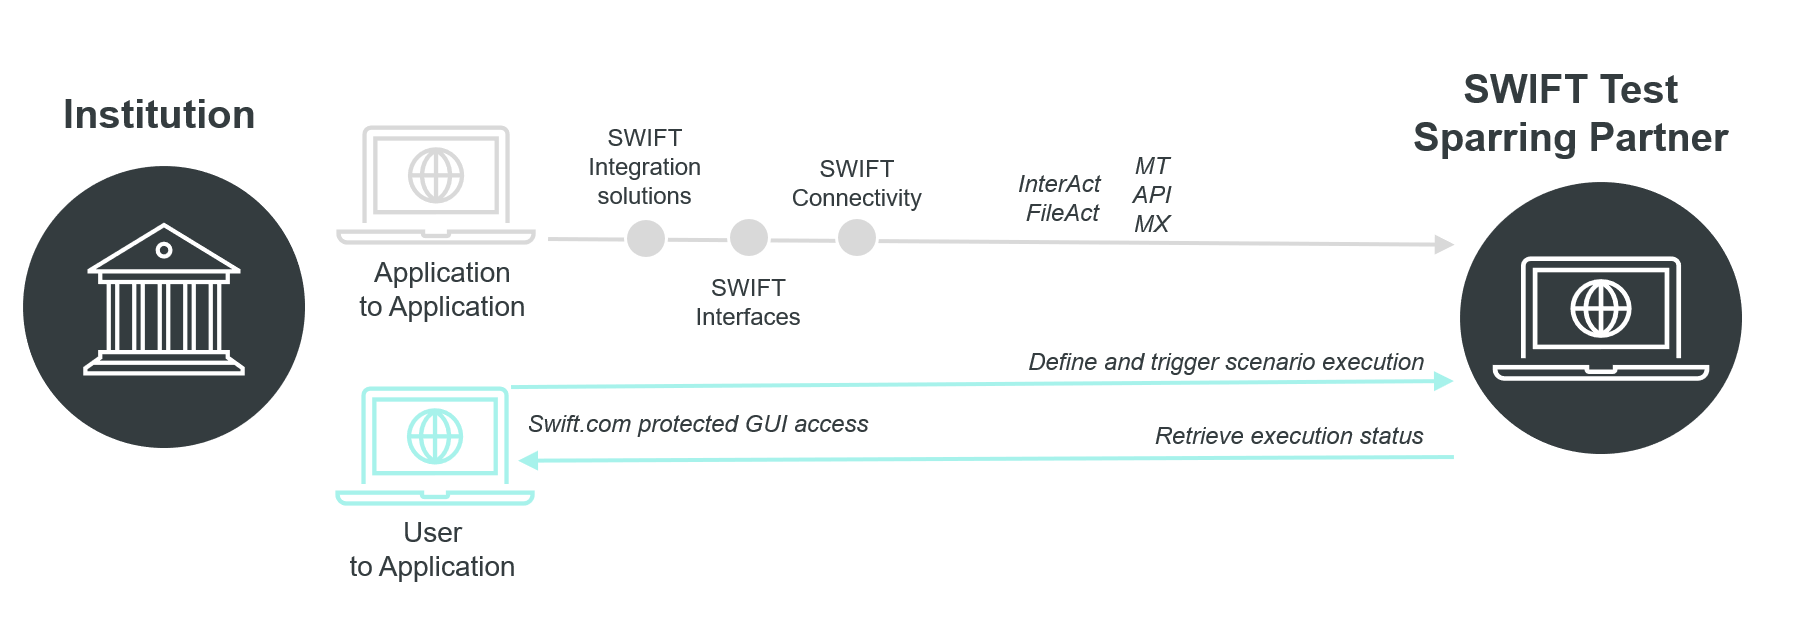 Institution
Application
to Application
SWIFT
Integration
solutions
SWIFT
Interfaces
SWIFT
Connectivity
InterAct
FileAct
MT
API
MX
SWIFT Test
Sparring Partner
Define and trigger scenario execution
Swift.com protected GUI access
Retrieve execution status
User
to Application